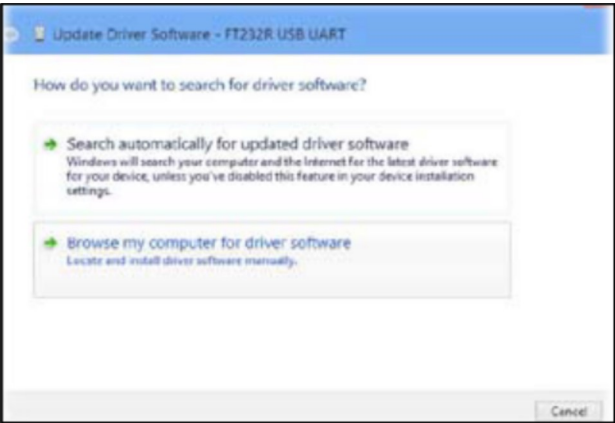 Update Driver Software - FT232R USB UART
How do you want to search for driver software?
Search automatically for updated driver software
Windows will search your computer and the Internet for the latest driver software
for your device, unless you've disabled this feature in your device installation
settings.
Browse my computer for driver software
Locate and install driver software manually.
Cancel